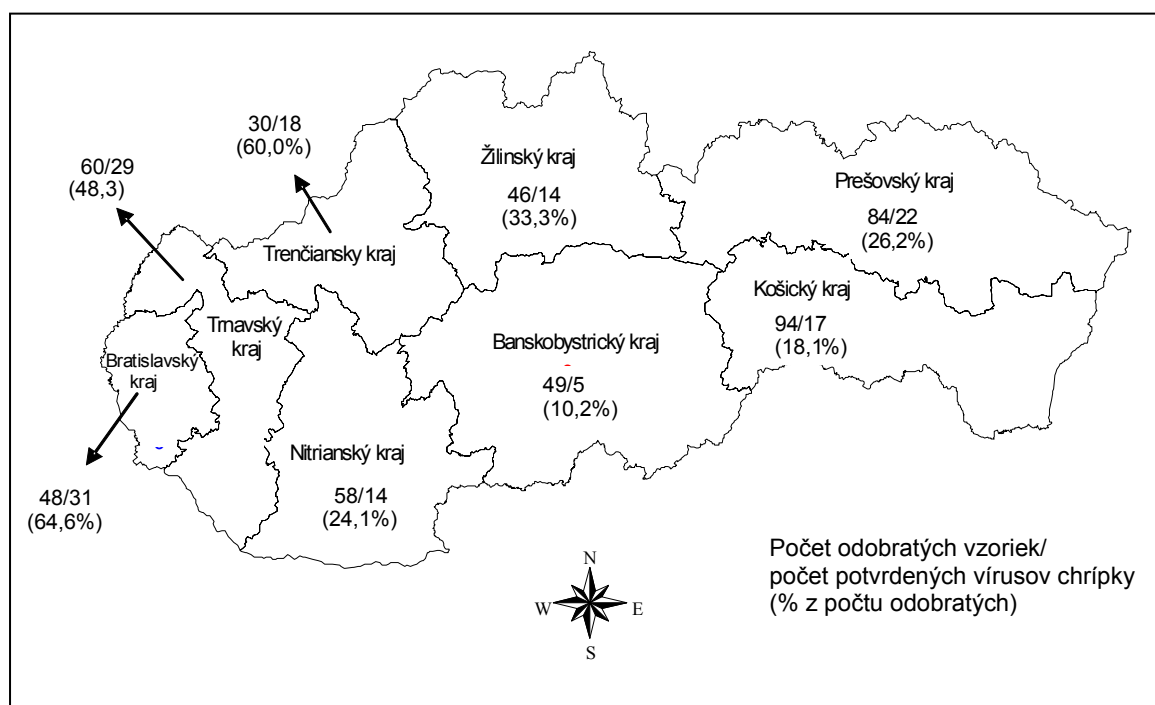 30/18
(60,0%)
60/29
(48,3)
Žilinský kraj
46/14
(33,3%)
Prešovský kraj
84/22
(26,2%)
Trenčiansky kraj
Košický kraj
94/17
(18,1%)
Trnavský
kraj
Banskobystrický kraj
49/5
(10,2%)
Bratislavský
kraj
48/31
(64,6%)
Nitrianský kraj
58/14
(24,1%)
Počet odobratých vzoriek/
počet potvrdených vírusov chrípky
(% z počtu odobratých)
N
W E
S